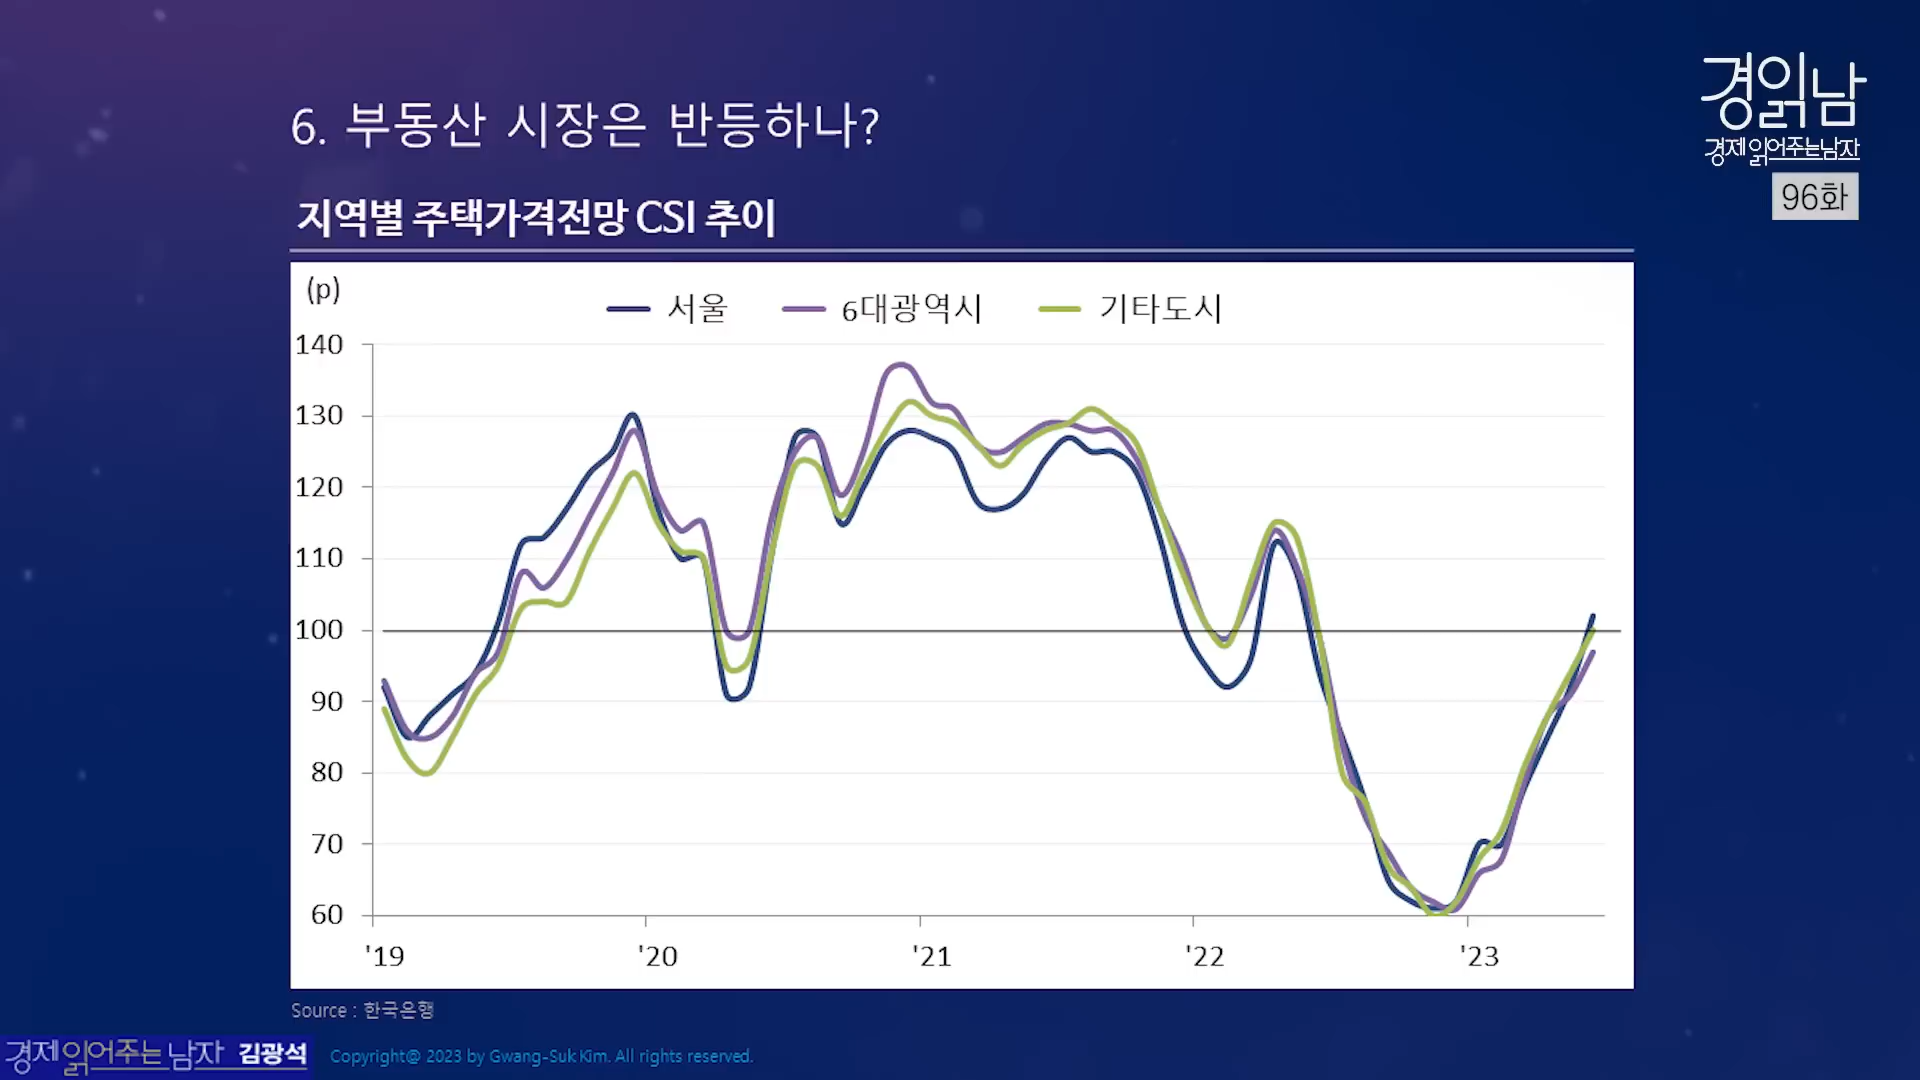 경읽남
경제 읽어주는남자
96화
6. 부동산 시장은 반등하나?
지역별 주택가격전망 CSI 추이
(p)
서울 6대광역시 기타도시
140
130
120
110
100
90
80
70
60
'19 '20 '21 '22 '23
Source : 한국은행
경제 읽어주는 남자 김광석 Copyright@ 2023 by Gwang-Suk Kim. All rights reserved.